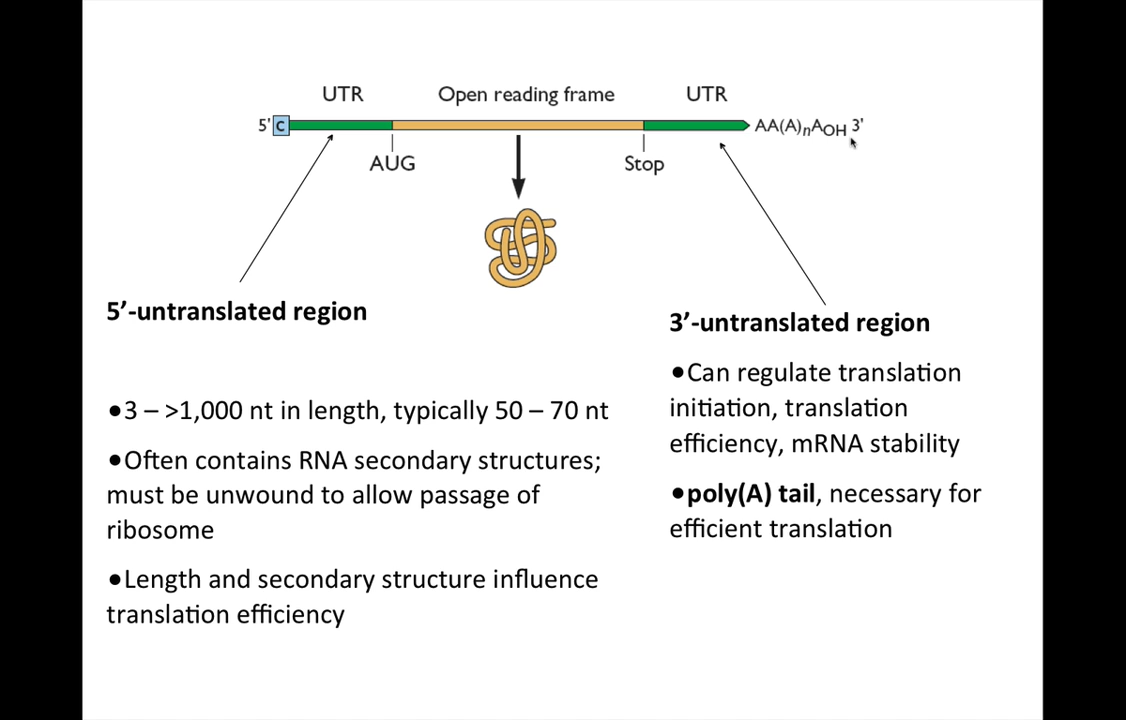 UTR
Open reading frame
UTR
5' C
AA(A)nAOH 3'
AUG
Stop
5’-untranslated region
•3 – >1,000 nt in length, typically 50 – 70 nt
•Often contains RNA secondary structures;
must be unwound to allow passage of
ribosome
•Length and secondary structure influence
translation efficiency
3’-untranslated region
•Can regulate translation
initiation, translation
efficiency, mRNA stability
•poly(A) tail, necessary for
efficient translation